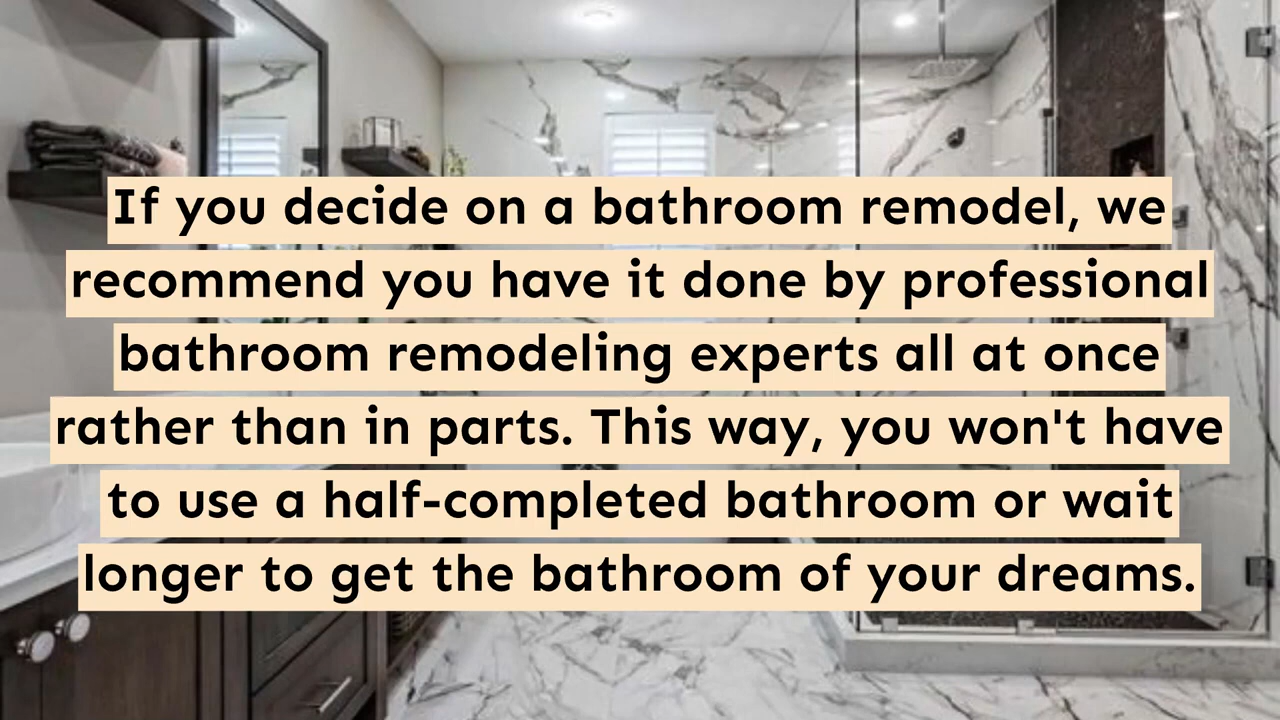 If you decide on a bathroom remodel, we
recommend you have it done by professional
bathroom remodeling experts all at once
rather than in parts. This way, you won't have
to use a half-completed bathroom or wait
longer to get the bathroom of your dreams.